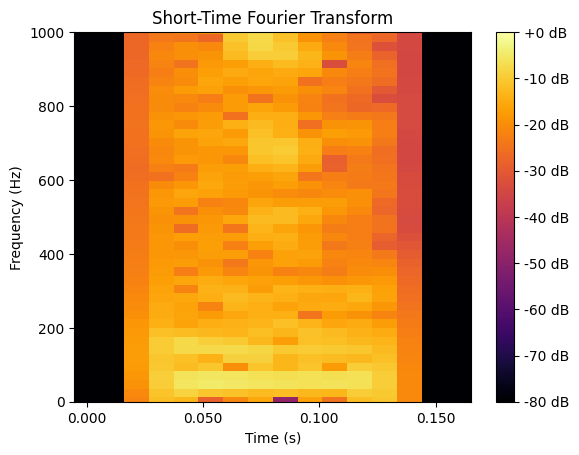 Short-Time Fourier Transform
Frequency (Hz)
1000
800
600
400
200
0
0.000
0.050
0.100
0.150
Time (s)
+0 dB
-10 dB
-20 dB
-30 dB
-40 dB
-50 dB
-60 dB
-70 dB
-80 dB